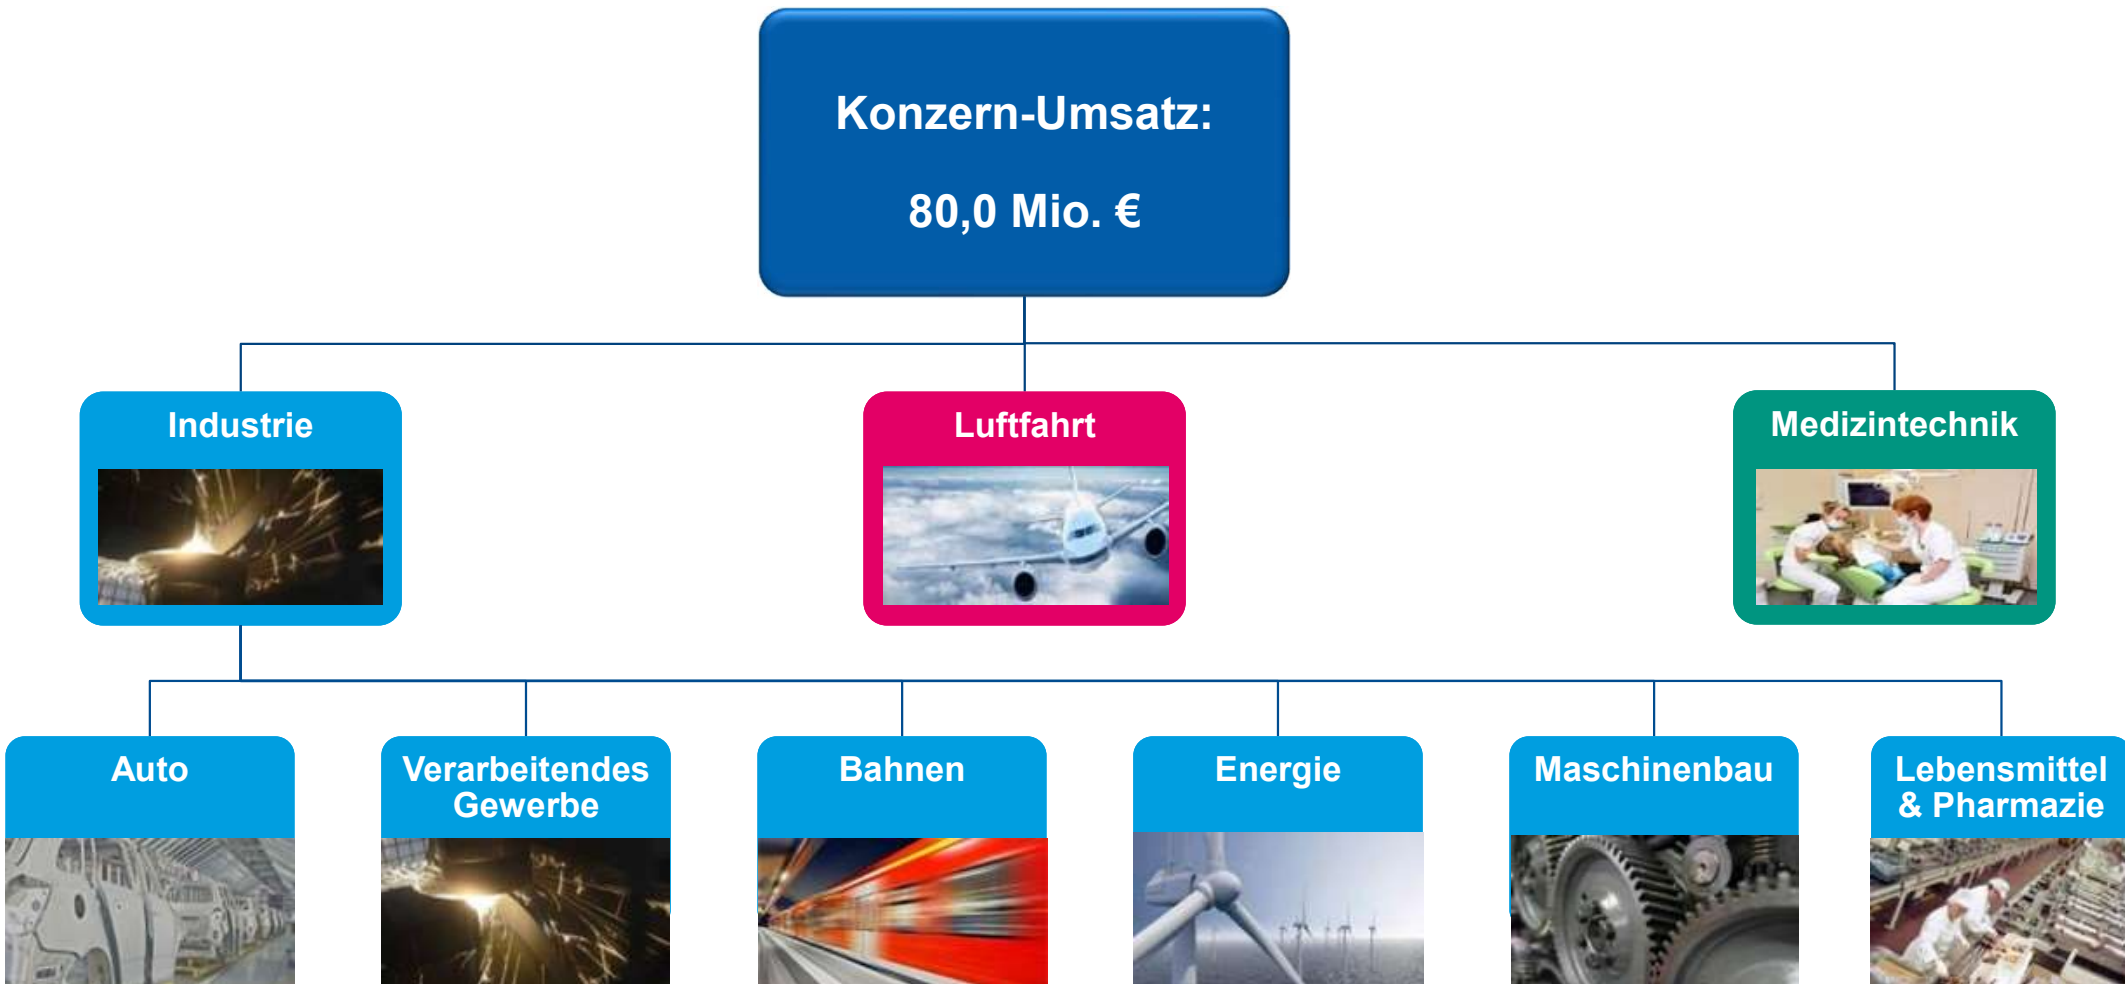 Konzern-Umsatz:
80,0 Mio. €
Industrie
Luftfahrt
Medizintechnik
Auto
Verarbeitendes
Gewerbe
Bahnen
Energie
Maschinenbau
Lebensmittel
& Pharmazie